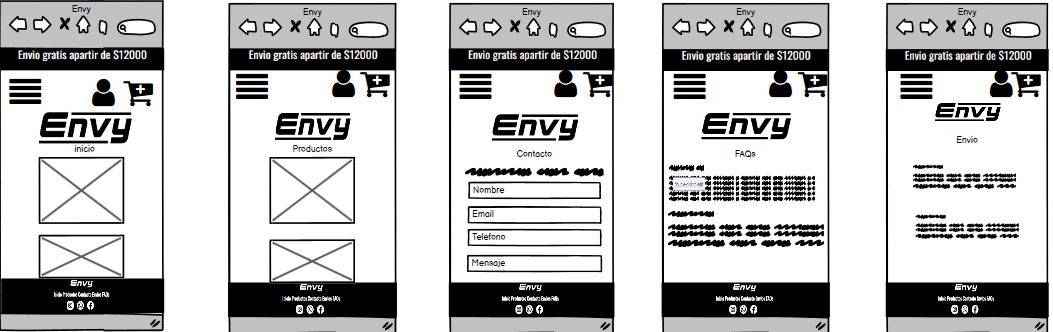 Envy
Envio gratis apartir de $12000
Envy
inicio
Envy
Inicio Productos Contacto Envios FAQs
Envy
Envio gratis apartir de $12000
Envy
Productos
Envy
Inicio Productos Contacto Envios FAQs
Envy
Envio gratis apartir de $12000
Envy
Contacto
Nombre
Email
Telefono
Mensaje
Envy
Inicio Productos Contacto Envios FAQs
Envy
Envio gratis apartir de $12000
Envy
FAQs
Envy
Inicio Productos Contacto Envios FAQs
Envy
Envio gratis apartir de $12000
Envy
Envio
Envy
Inicio Productos Contacto Envios FAQs